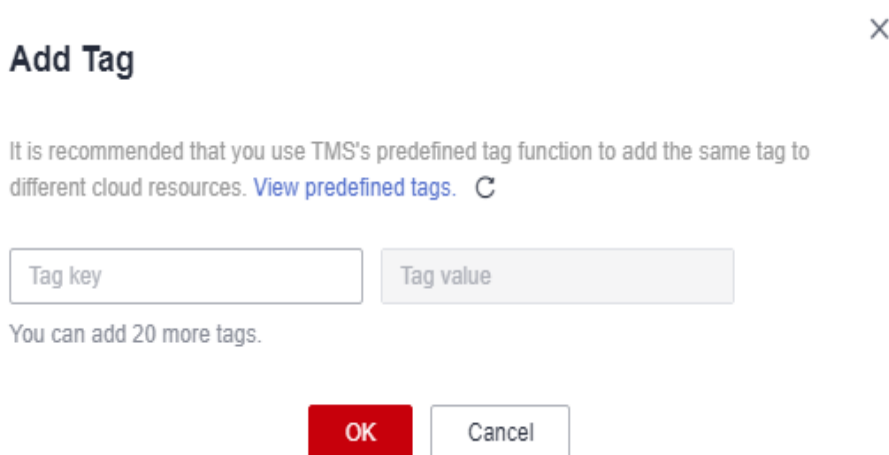 Add Tag
It is recommended that you use TMS's predefined tag function to add the same tag to
different cloud resources. View predefined tags.
Tag key
Tag value
You can add 20 more tags.
OK
Cancel